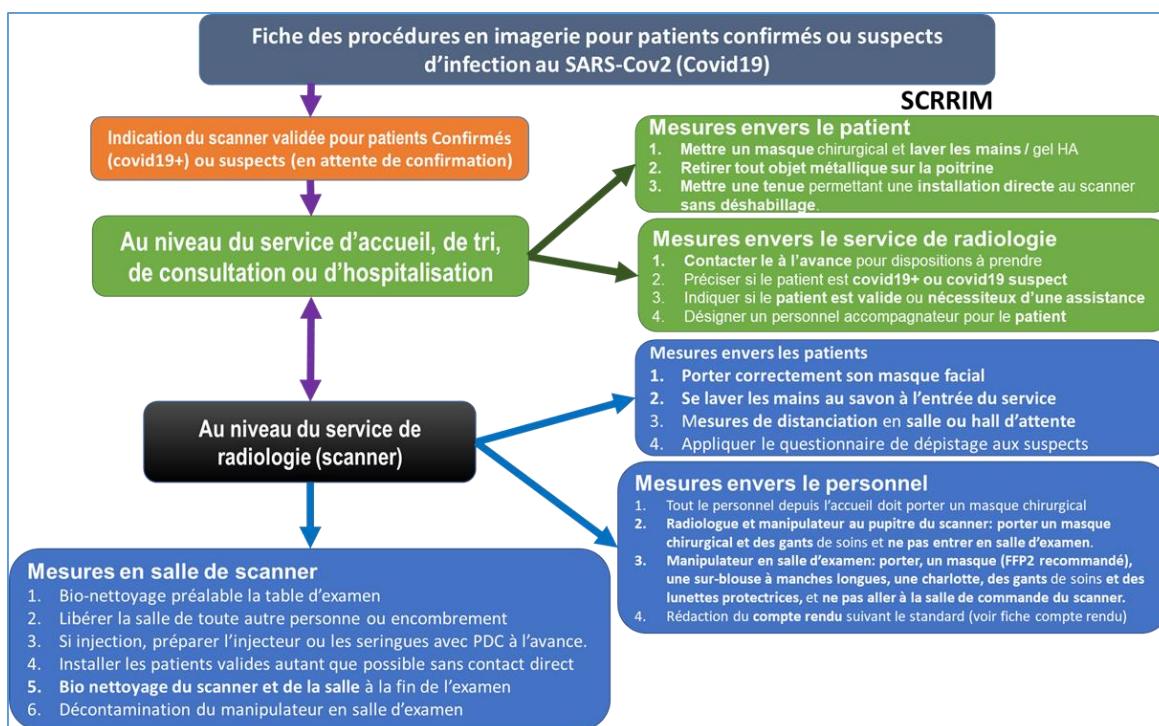 Fiche des procédures en imagerie pour patients confirmés ou suspects
d'infection au SARS-Cov2 (Covid19)
SCRRIM
Indication du scanner validée pour patients Confirmés
(covid19+) ou suspects (en attente de confirmation)
Mesures envers le patient
1. Mettre un masque chirurgical et laver les mains / gel HA
2. Retirer tout objet métallique sur la poitrine
3. Mettre une tenue permettant une installation directe au scanner
sans déshabillage.
Au niveau du service d'accueil, de tri,
de consultation ou d'hospitalisation
Mesures envers le service de radiologie
1. Contacter le à l'avance pour dispositions à prendre
2. Préciser si le patient est covid19+ ou covid19 suspect
3. Indiquer si le patient est valide ou nécessiteux d'une assistance
4. Désigner un personnel accompagnateur pour le patient
Mesures envers les patients
1. Porter correctement son masque facial
2. Se laver les mains au savon à l'entrée du service
3. Mesures de distanciation en salle ou hall d'attente
4. Appliquer le questionnaire de dépistage aux suspects
Au niveau du service de
radiologie (scanner)
Mesures envers le personnel
1. Tout le personnel depuis l'accueil doit porter un masque chirurgical
2. Radiologue et manipulateur au pupitre du scanner: porter un masque
chirurgical et des gants de soins et ne pas entrer en salle d'examen.
3. Manipulateur en salle d'examen: porter, un masque (FFP2 recommandé),
une sur-blouse à manches longues, une charlotte, des gants de soins et des
lunettes protectrices, et ne pas aller à la salle de commande du scanner.
4. Rédaction du compte rendu suivant le standard (voir fiche compte rendu)
Mesures en salle de scanner
1. Bio-nettoyage préalable la table d'examen
2. Libérer la salle de toute autre personne ou encombrement
3. Si injection, préparer l'injecteur ou les seringues avec PDC à l'avance.
4. Installer les patients valides autant que possible sans contact direct
5. Bio nettoyage du scanner et de la salle à la fin de l'examen
6. Décontamination du manipulateur en salle d'examen